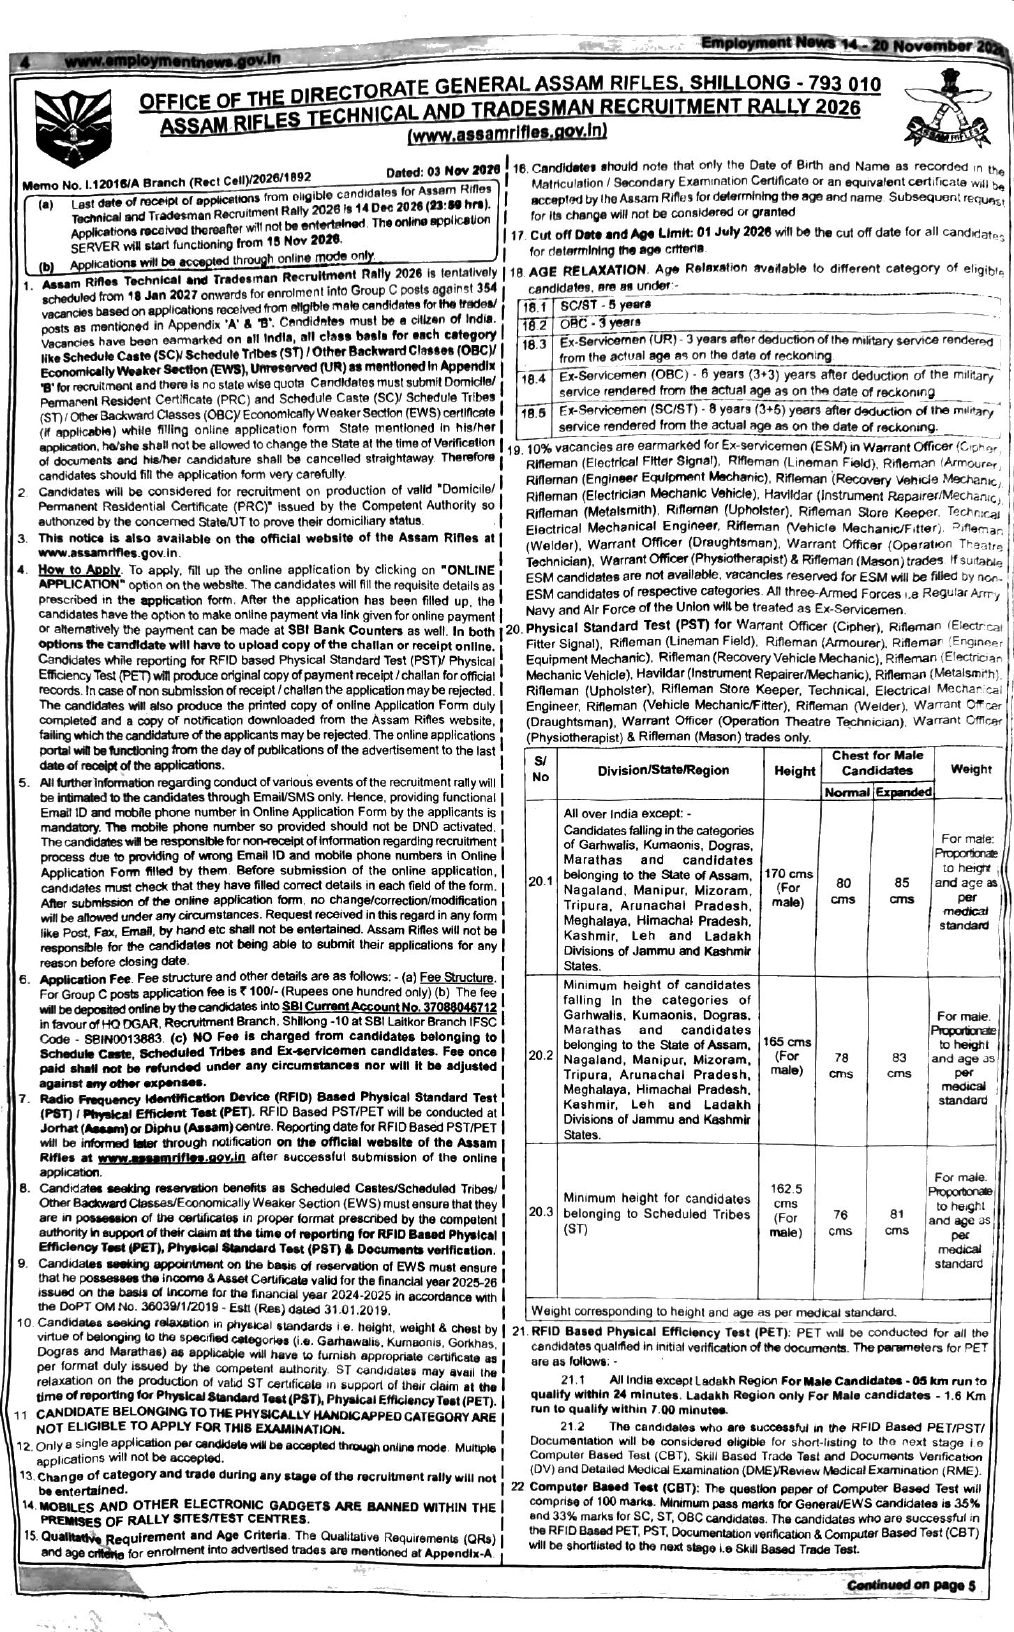 4 www.employmentnews.gov.in
Employment News 14 - 20 November
OFFICE OF THE DIRECTORATE GENERAL ASSAM RIFLES, SHILLONG - 793 010
ASSAM RIFLES TECHNICAL AND TRADESMAN RECRUITMENT RALLY 2026
(www.assamrifles.gov.in)
ASSAM RIFLES
Memo No. I.12016/A Branch (Rect Cell)/2026/1892
Dated: 03 Nov 2026
(a) Last date of receipt of applications from eligible candidates for Assam Rifles
Technical and Tradesman Recruitment Rally 2026 is 14 Dec 2026 (23:59 hrs).
Applications received thereafter will not be entertained. The online application
SERVER will start functioning from 15 Nov 2026.
(b) Applications will be accepted through online mode only.
1. Assam Rifles Technical and Tradesman Recruitment Rally 2026 is tentatively
scheduled from 18 Jan 2027 onwards for enrolment into Group C posts against 354
vacancies based on applications received from eligible male candidates for the trades/
posts as mentioned in Appendix 'A' & 'B'. Candidates must be a citizen of India.
Vacancies have been earmarked on all India, all class basis for each category
like Schedule Caste (SC)/ Schedule Tribes (ST) / Other Backward Classes (OBC)/
Economically Weaker Section (EWS), Unreserved (UR) as mentioned in Appendix
'B' for recruitment and there is no state wise quota Candidates must submit Domicile/
Permanent Resident Certificate (PRC) and Schedule Caste (SC)/ Schedule Tribes
(ST) / Other Backward Classes (OBC)/ Economically Weaker Section (EWS) certificate
(if applicable) while filling online application form State mentioned in his/her
application, he/she shall not be allowed to change the State at the time of Verification
of documents and his/her candidature shall be cancelled straightaway. Therefore
candidates should fill the application form very carefully.
2. Candidates will be considered for recruitment on production of valid "Domicile/
Permanent Residential Certificate (PRC)" issued by the Competent Authority so
authorized by the concerned State/UT to prove their domiciliary status.
3. This notice is also available on the official website of the Assam Rifles at
www.assamrifles.gov.in.
4. How to Apply. To apply, fill up the online application by clicking on "ONLINE
APPLICATION" option on the website. The candidates will fill the requisite details as
prescribed in the application form. After the application has been filled up, the
candidates have the option to make online payment via link given for online payment
or alternatively the payment can be made at SBI Bank Counters as well. In both
options the candidate will have to upload copy of the challan or receipt online.
Candidates while reporting for RFID based Physical Standard Test (PST)/ Physical
Efficiency Test (PET) will produce original copy of payment receipt / challan for official
records. In case of non submission of receipt / challan the application may be rejected.
The candidates will also produce the printed copy of online Application Form duly
completed and a copy of notification downloaded from the Assam Rifles website,
failing which the candidature of the applicants may be rejected. The online applications
portal will be functioning from the day of publications of the advertisement to the last
date of receipt of the applications.
5. All further information regarding conduct of various events of the recruitment rally will
be intimated to the candidates through Email/SMS only. Hence, providing functional
Email ID and mobile phone number in Online Application Form by the applicants is
mandatory. The mobile phone number so provided should not be DND activated.
The candidates will be responsible for non-receipt of information regarding recruitment
process due to providing of wrong Email ID and mobile phone numbers in Online
Application Form filled by them. Before submission of the online application,
candidates must check that they have filled correct details in each field of the form.
After submission of the online application form, no change/correction/modification
will be allowed under any circumstances. Request received in this regard in any form
like Post, Fax, Email, by hand etc shall not be entertained. Assam Rifles will not be
responsible for the candidates not being able to submit their applications for any
reason before closing date.
6. Application Fee. Fee structure and other details are as follows: - (a) Fee Structure.
For Group C posts application fee is ₹ 100/- (Rupees one hundred only) (b) The fee
will be deposited online by the candidates into SBI Current Account No. 37088046712
in favour of HQ DGAR, Recruitment Branch, Shillong -10 at SBI Laitkor Branch IFSC
Code - SBIN0013883. (c) NO Fee is charged from candidates belonging to
Schedule Caste, Scheduled Tribes and Ex-servicemen candidates. Fee once
paid shall not be refunded under any circumstances nor will it be adjusted
against any other expenses.
7. Radio Frequency Identification Device (RFID) Based Physical Standard Test
(PST) / Physical Efficient Test (PET). RFID Based PST/PET will be conducted at
Jorhat (Assam) or Diphu (Assam) centre. Reporting date for RFID Based PST/PET
will be informed later through notification on the official website of the Assam
Rifles at www.assamrifles.gov.in after successful submission of the online
application.
8. Candidates seeking reservation benefits as Scheduled Castes/Scheduled Tribes/
Other Backward Classes/Economically Weaker Section (EWS) must ensure that they
are in possession of the certificates in proper format prescribed by the competent
authority in support of their claim at the time of reporting for RFID Based Physical
Efficiency Test (PET), Physical Standard Test (PST) & Documents verification.
9. Candidates seeking appointment on the basis of reservation of EWS must ensure
that he possesses the income & Asset Certificate valid for the financial year 2025-26
issued on the basis of income for the financial year 2024-2025 in accordance with
the DoPT OM No. 36039/1/2019 - Estt (Res) dated 31.01.2019.
10. Candidates seeking relaxation in physical standards i.e. height, weight & chest by
virtue of belonging to the specified categories (i.e. Garhawalis, Kumaonis, Gorkhas,
Dogras and Marathas) as applicable will have to furnish appropriate certificate as
per format duly issued by the competent authority. ST candidates may avail the
relaxation on the production of valid ST certificate in support of their claim at the
time of reporting for Physical Standard Test (PST), Physical Efficiency Test (PET).
11 CANDIDATE BELONGING TO THE PHYSICALLY HANDICAPPED CATEGORY ARE
NOT ELIGIBLE TO APPLY FOR THIS EXAMINATION.
12. Only a single application per candidate will be accepted through online mode. Multiple
applications will not be accepted.
13. Change of category and trade during any stage of the recruitment rally will not
be entertained.
14. MOBILES AND OTHER ELECTRONIC GADGETS ARE BANNED WITHIN THE
PREMISES OF RALLY SITES/TEST CENTRES.
15. Qualitative Requirement and Age Criteria. The Qualitative Requirements (QRs)
and age criteria for enrolment into advertised trades are mentioned at Appendix-A
16. Candidates should note that only the Date of Birth and Name as recorded in the
Matriculation / Secondary Examination Certificate or an equivalent certificate will be
accepted by the Assam Rifles for determining the age and name. Subsequent request
for its change will not be considered or granted
17. Cut off Date and Age Limit: 01 July 2026 will be the cut off date for all candidates
for determining the age criteria.
18. AGE RELAXATION. Age Relaxation available to different category of eligible
candidates, are as under:-
18.1 SC/ST - 5 years
18.2 OBC - 3 years
18.3 Ex-Servicemen (UR) - 3 years after deduction of the military service rendered
from the actual age as on the date of reckoning
18.4 Ex-Servicemen (OBC) - 6 years (3+3) years after deduction of the military
service rendered from the actual age as on the date of reckoning
18.5 Ex-Servicemen (SC/ST) - 8 years (3+5) years after deduction of the military
service rendered from the actual age as on the date of reckoning.
19. 10% vacancies are earmarked for Ex-servicemen (ESM) in Warrant Officer (Cipher,
Rifleman (Electrical Fitter Signal), Rifleman (Lineman Field), Rifleman (Armourer,
Rifleman (Engineer Equipment Mechanic), Rifleman (Recovery Vehicle Mechanic),
Rifleman (Electrician Mechanic Vehicle), Havildar (Instrument Repairer/Mechanic),
Rifleman (Metalsmith), Rifleman (Upholster), Rifleman Store Keeper, Technical
Electrical Mechanical Engineer, Rifleman (Vehicle Mechanic/Fitter), Rifleman
(Welder), Warrant Officer (Draughtsman), Warrant Officer (Operation Theatre
Technician), Warrant Officer (Physiotherapist) & Rifleman (Mason) trades If suitable
ESM candidates are not available, vacancies reserved for ESM will be filled by non-
ESM candidates of respective categories. All three-Armed Forces i.e Regular Army
Navy and Air Force of the Union will be treated as Ex-Servicemen.
20. Physical Standard Test (PST) for Warrant Officer (Cipher), Rifleman (Electrical
Fitter Signal), Rifleman (Lineman Field), Rifleman (Armourer), Rifleman (Engineer
Equipment Mechanic), Rifleman (Recovery Vehicle Mechanic), Rifleman (Electrician
Mechanic Vehicle), Havildar (Instrument Repairer/Mechanic), Rifleman (Metalsmith),
Rifleman (Upholster), Rifleman Store Keeper, Technical, Electrical Mechanical
Engineer, Rifleman (Vehicle Mechanic/Fitter), Rifleman (Welder), Warrant Officer
(Draughtsman), Warrant Officer (Operation Theatre Technician), Warrant Officer
(Physiotherapist) & Rifleman (Mason) trades only.
S/ No
Division/State/Region
Height
Chest for Male Candidates
Normal Expanded
Weight
20.1
All over India except: -
Candidates falling in the categories
of Garhwalis, Kumaonis, Dogras,
Marathas and candidates
belonging to the State of Assam,
Nagaland, Manipur, Mizoram,
Tripura, Arunachal Pradesh,
Meghalaya, Himachal Pradesh,
Kashmir, Leh and Ladakh
Divisions of Jammu and Kashmir
States.
170 cms (For male)
80 cms
85 cms
For male: Proportionate to height and age as per medical standard
20.2
Minimum height of candidates
falling in the categories of
Garhwalis, Kumaonis, Dogras,
Marathas and candidates
belonging to the State of Assam,
Nagaland, Manipur, Mizoram,
Tripura, Arunachal Pradesh,
Meghalaya, Himachal Pradesh,
Kashmir, Leh and Ladakh
Divisions of Jammu and Kashmir
States.
165 cms (For male)
78 cms
83 cms
For male. Proportionate to height and age as per medical standard
20.3
Minimum height for candidates
belonging to Scheduled Tribes
(ST)
162.5 cms (For male)
76 cms
81 cms
For male. Proportionate to height and age as per medical standard
Weight corresponding to height and age as per medical standard.
21. RFID Based Physical Efficiency Test (PET): PET will be conducted for all the
candidates qualified in initial verification of the documents. The parameters for PET
are as follows: -
21.1 All India except Ladakh Region For Male Candidates - 05 km run to
qualify within 24 minutes. Ladakh Region only For Male candidates - 1.6 Km
run to qualify within 7.00 minutes.
21.2 The candidates who are successful in the RFID Based PET/PST/
Documentation will be considered eligible for short-listing to the next stage i.e
Computer Based Test (CBT), Skill Based Trade Test and Documents Verification
(DV) and Detailed Medical Examination (DME)/Review Medical Examination (RME).
22 Computer Based Test (CBT): The question paper of Computer Based Test will
comprise of 100 marks. Minimum pass marks for General/EWS candidates is 35%
and 33% marks for SC, ST, OBC candidates. The candidates who are successful in
the RFID Based PET, PST, Documentation verification & Computer Based Test (CBT)
will be shortlisted to the next stage i.e Skill Based Trade Test.
Continued on page 5